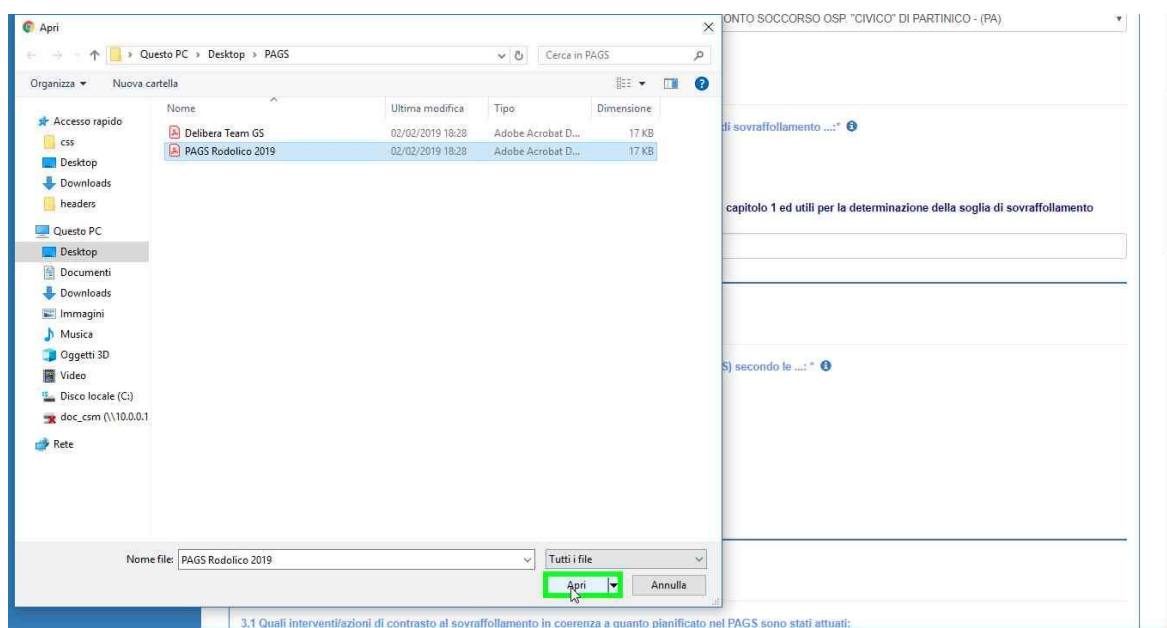 Apri
ONTO SOCCORSO OSP. "CIVICO" DI PARTINICO - (PA)
Questo PC > Desktop > PAGS
Cerca in PAGS
Organizza
Nuova cartella
Nome Ultima modifica Tipo Dimensione
Delibera Team GS 02/02/2019 18:28 Adobe Acrobat D... 17 KB
PAGS Rodolico 2019 02/02/2019 18:28 Adobe Acrobat D... 17 KB
Accesso rapido
css
Desktop
Downloads
headers
Questo PC
Desktop
Documenti
Downloads
Immagini
Musica
Oggetti 3D
Video
Disco locale (C:)
doc_csm (\\10.0.0.1
Rete
di sovraffollamento ...:*
capitolo 1 ed utili per la determinazione della soglia di sovraffollamento
S) secondo le ...: *
Nome file: PAGS Rodolico 2019
Tutti i file
Apri
Annulla
3.1 Quali interventi/azioni di contrasto al sovraffollamento in coerenza a quanto pianificato nel PAGS sono stati attuati: